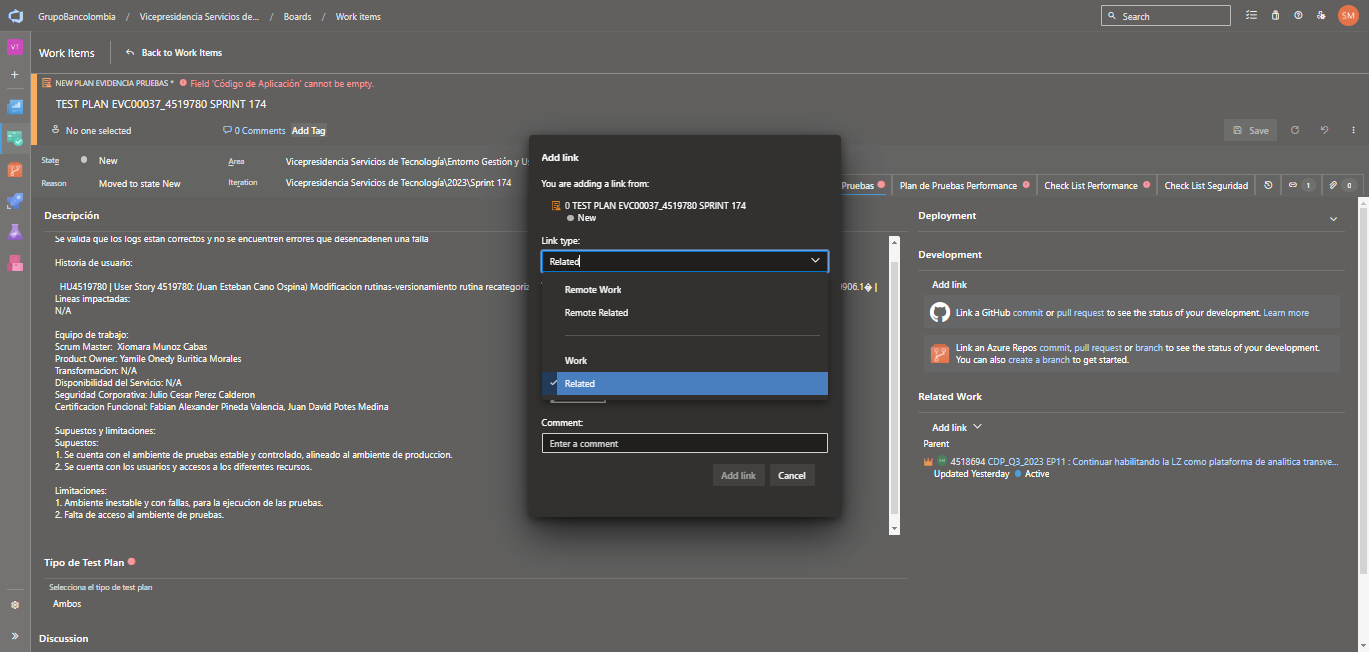 GrupoBancolombia / Vicepresidencia Servicios de... / Boards / Work items
Search
SM
VT
Work Items
Back to Work Items
NEW PLAN EVIDENCIA PRUEBAS * Field 'Código de Aplicación' cannot be empty.
TEST PLAN EVC00037_4519780 SPRINT 174
No one selected
0 Comments
Add Tag
Save
State
New
Area
Vicepresidencia Servicios de Tecnología\Entorno Gestión y Us
Reason
Moved to state New
Iteration
Vicepresidencia Servicios de Tecnología\2023\Sprint 174
Pruebas
Plan de Pruebas Performance
Check List Performance
Check List Seguridad
1
0
Descripción
Se valida que los logs estan correctos y no se encuentren errores que desencadenen una falla
Historia de usuario:
HU4519780 | User Story 4519780: (Juan Esteban Cano Ospina) Modificacion rutinas-versionamiento rutina recategoriz
906.1� |
Lineas impactadas:
N/A
Equipo de trabajo:
Scrum Master: Xiomara Munoz Cabas
Product Owner: Yamile Onedy Buritica Morales
Transformacion: N/A
Disponibilidad del Servicio: N/A
Seguridad Corporativa: Julio Cesar Perez Calderon
Certificacion Funcional: Fabian Alexander Pineda Valencia, Juan David Potes Medina
Supuestos y limitaciones:
Supuestos:
1. Se cuenta con el ambiente de pruebas estable y controlado, alineado al ambiente de produccion.
2. Se cuenta con los usuarios y accesos a los diferentes recursos.
Limitaciones:
1. Ambiente inestable y con fallas, para la ejecucion de las pruebas.
2. Falta de acceso al ambiente de pruebas.
Tipo de Test Plan
Selecciona el tipo de test plan
Ambos
Discussion
Add link
You are adding a link from:
0 TEST PLAN EVC00037_4519780 SPRINT 174
New
Link type:
Related
Remote Work
Remote Related
Work
Related
Comment:
Enter a comment
Add link
Cancel
Deployment
Development
Add link
Link a GitHub commit or pull request to see the status of your development. Learn more
Link an Azure Repos commit, pull request or branch to see the status of your development.
You can also create a branch to get started.
Related Work
Add link
Parent
4518694 CDP_Q3_2023 EP11 : Continuar habilitando la LZ como plataforma de analitica transve...
Updated Yesterday
Active